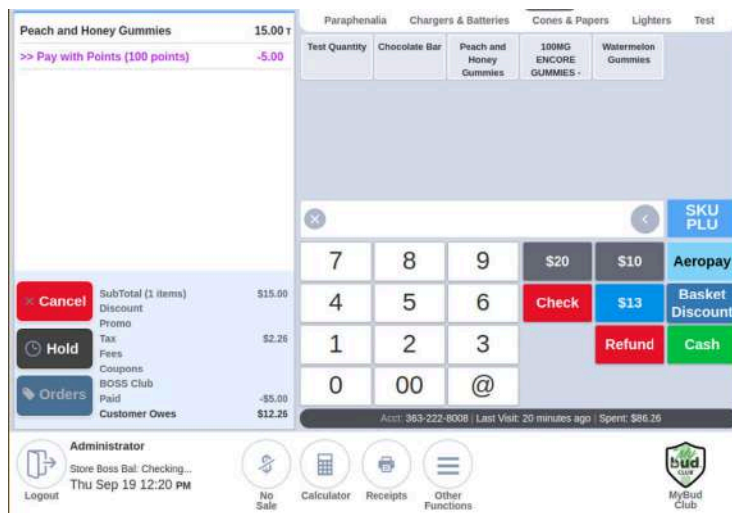 Peach and Honey Gummies 15.00 T
>> Pay with Points (100 points) -5.00
Paraphenalia Chargers & Batteries Cones & Papers Lighters Test
Test Quantity
Chocolate Bar
Peach and
Honey
Gummies
100MG
ENCORE
GUMMIES -
Watermelon
Gummies
SKU
PLU
7 8 9 $20 $10 Aeropay
4 5 6 Check $13 Basket
Discount
1 2 3 Refund Cash
0 00 @
Cancel
Hold
Orders
SubTotal (1 items) $15.00
Discount
Promo
Tax $2.26
Fees
Coupons
BOSS Club
Paid -$5.00
Customer Owes $12.26
Acct: 363-222-8008 | Last Visit: 20 minutes ago | Spent: $86.26
Administrator
Store Boss Bal: Checking...
Thu Sep 19 12:20 PM
Logout
No
Sale
Calculator
Receipts
Other
Functions
My
bud
CLUB
MyBud
Club